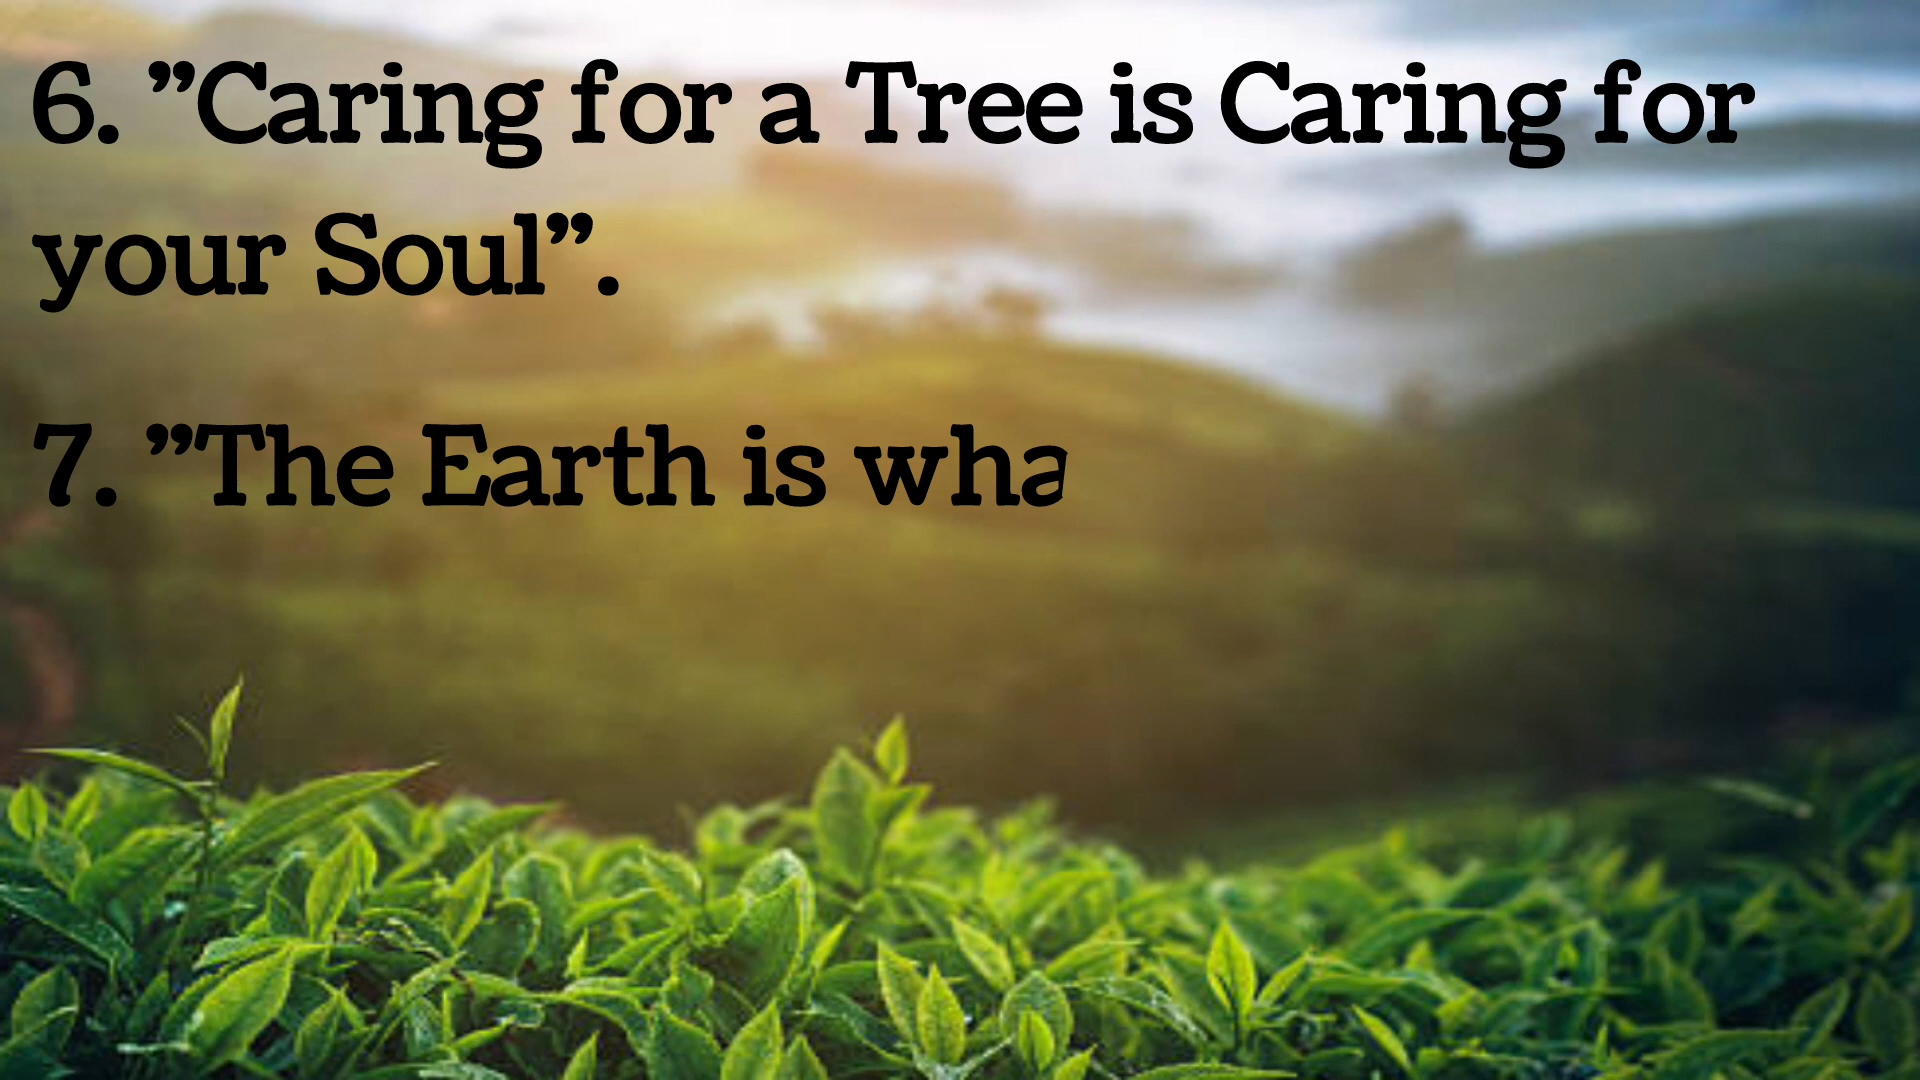 6. ”Caring for a Tree is Caring for
your Soul”.
7. ”The Earth is wha